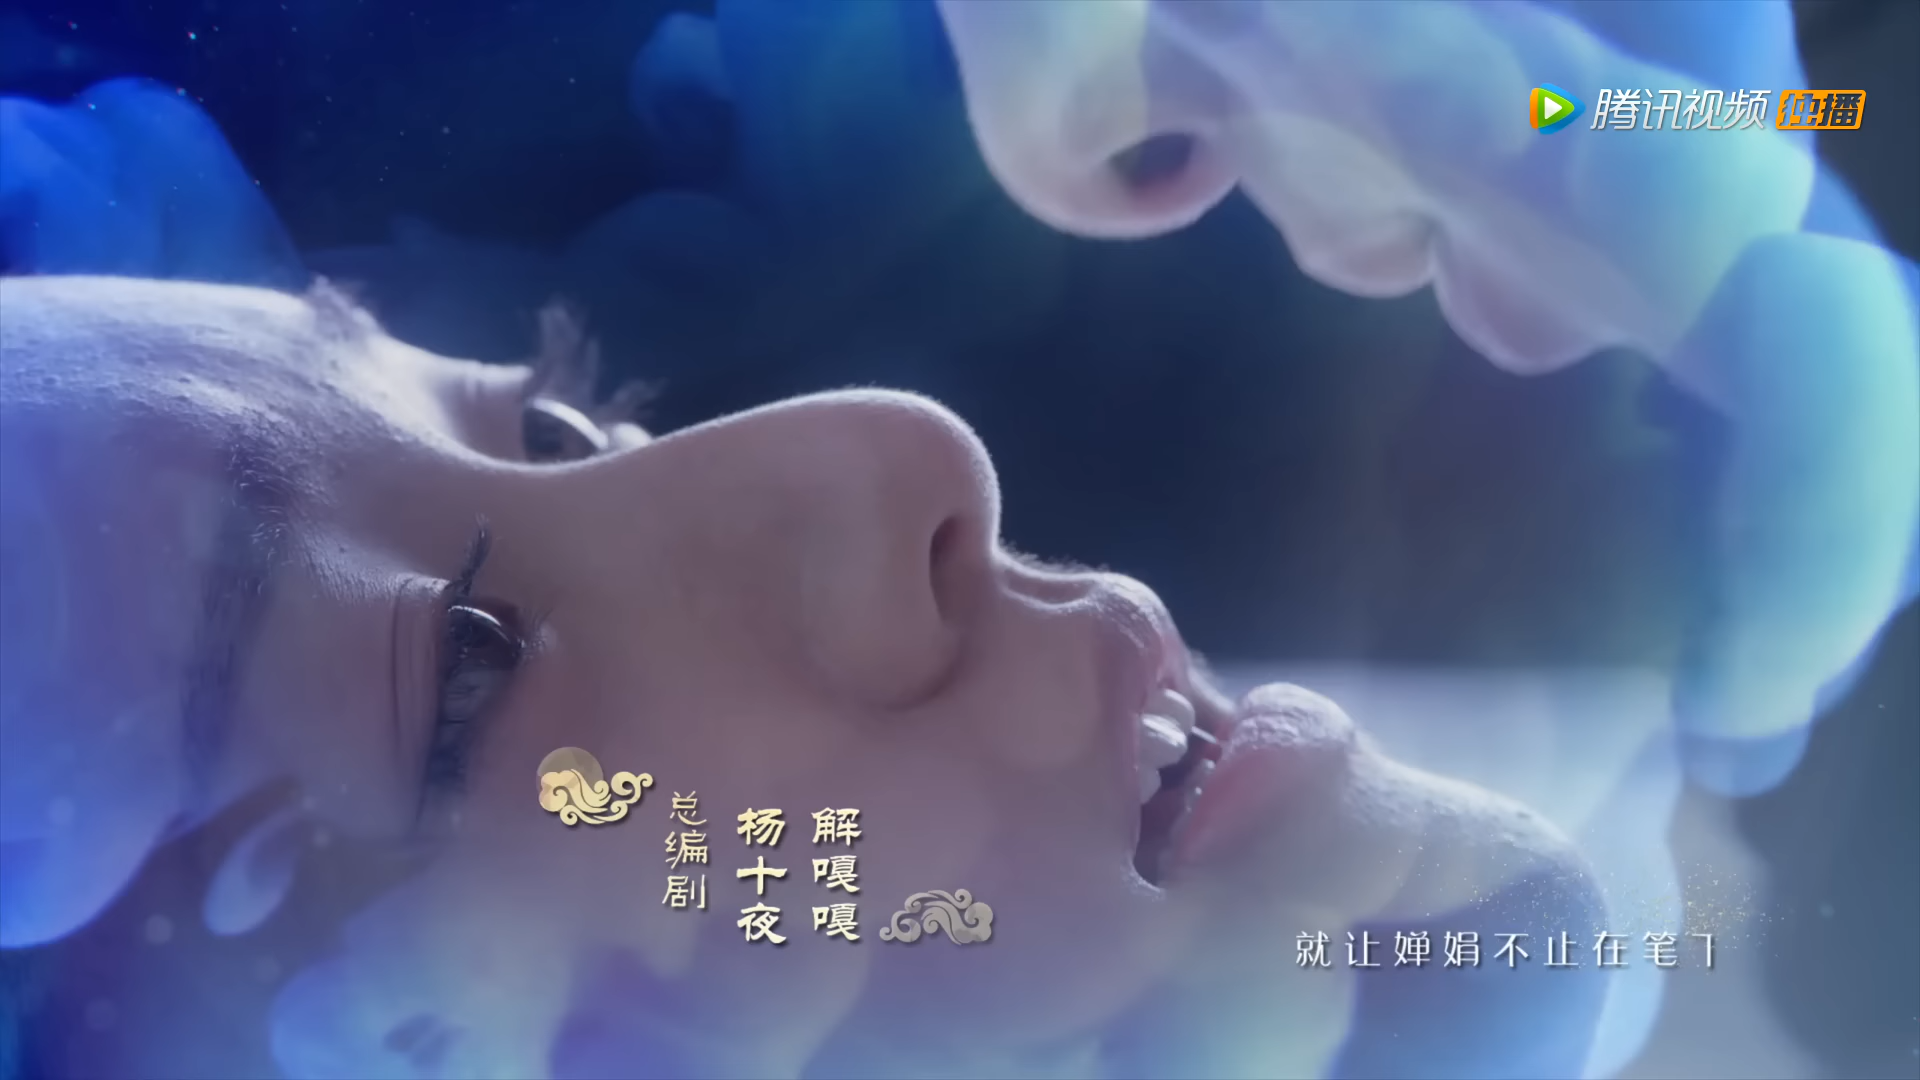 腾讯视频 独播
总编剧
杨十夜
解嘎嘎
就让婵娟不止在笔